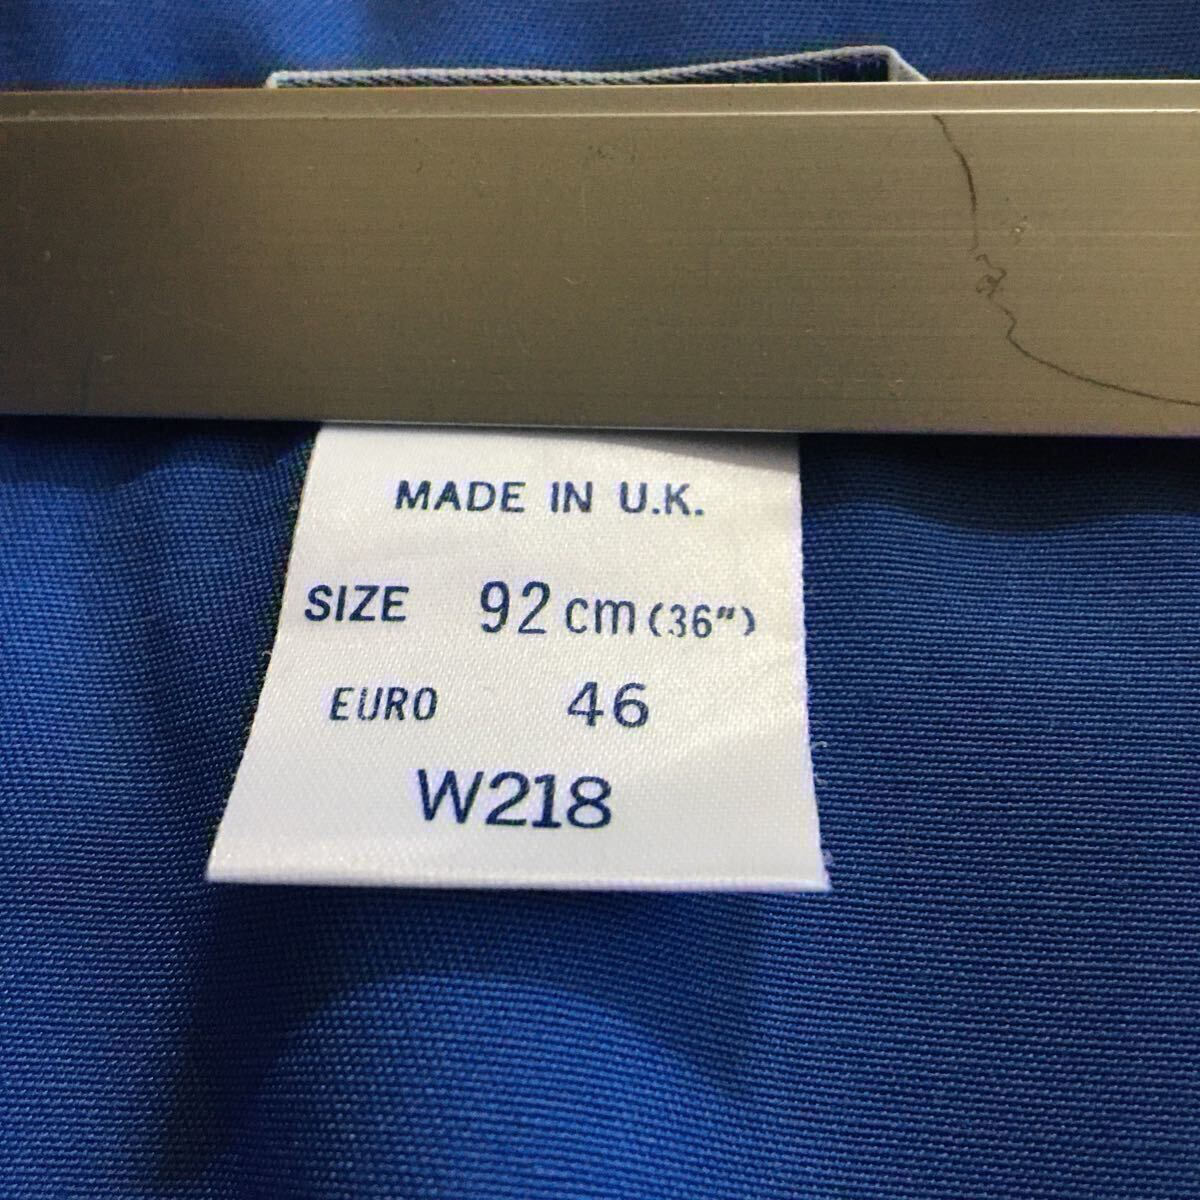 MADE IN U.K.
SIZE 92 cm (36")
EURO 46
W218